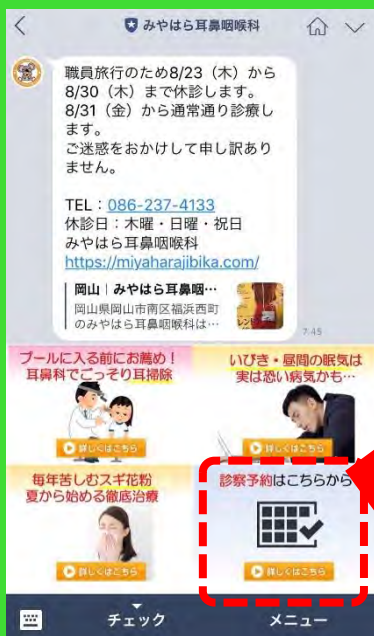 みやはら耳鼻咽喉科
職員旅行のため8/23（木）から
8/30（木）まで休診します。
8/31（金）から通常通り診療し
ます。
ご迷惑をおかけして申し訳あり
ません。
TEL：086-237-4133
休診日：木曜・日曜・祝日
みやはら耳鼻咽喉科
https://miyaharajibika.com/
岡山｜みやはら耳鼻咽…
岡山県岡山市南区福浜西町
のみやはら耳鼻咽喉科は…
7:45
プールに入る前にお薦め！
耳鼻科でごっそり耳掃除
詳しくはこちら
いびき・昼間の眠気は
実は恐い病気かも…
詳しくはこちら
毎年苦しむスギ花粉
夏から始める徹底治療
詳しくはこちら
診察予約はこちらから
詳しくはこちら
チェック
メニュー